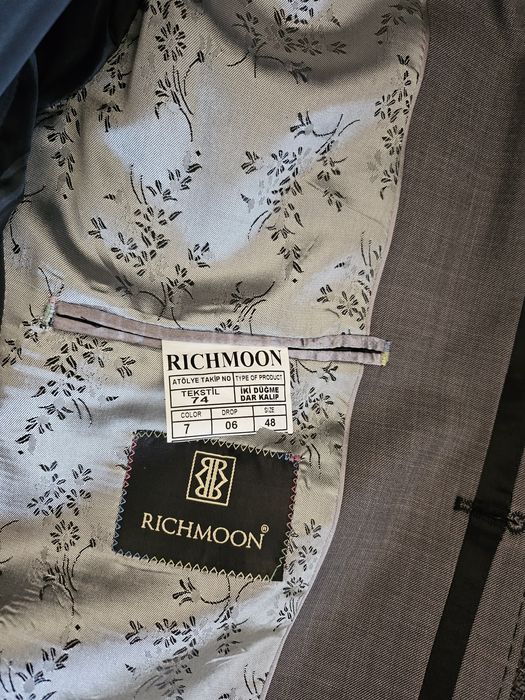 RICHMOON
ATÖLYE TAKİP NO TYPE OF PRODUCT
TEKSTİL 74 İKİ DÜĞME DAR KALIP
COLOR DROP SIZE
7 06 48
RICHMOON®